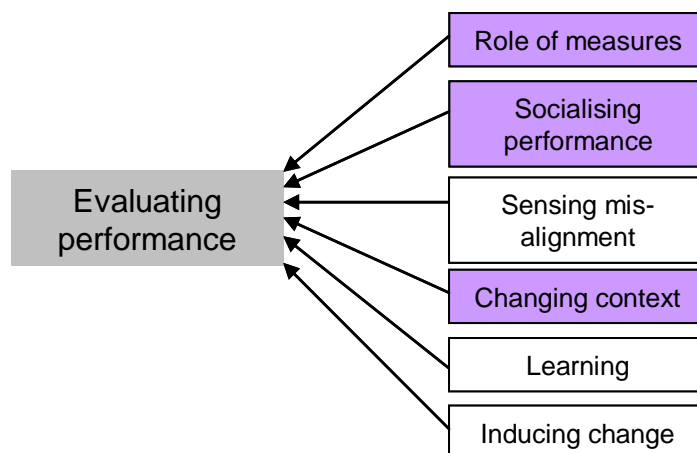 Role of measures
Socialising
performance
Evaluating
performance
Sensing mis-
alignment
Changing context
Learning
Inducing change